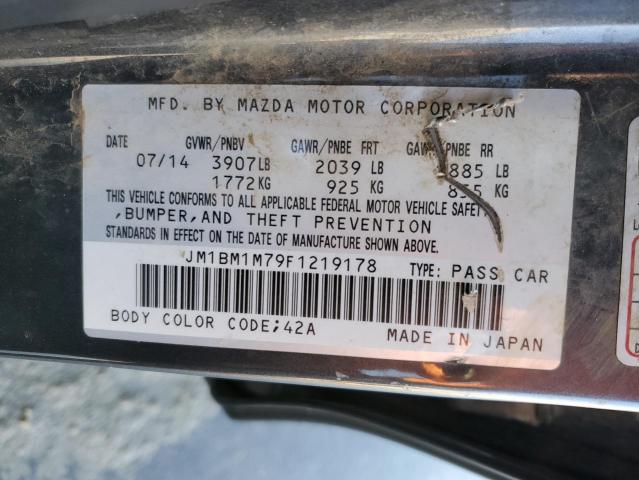 MFD. BY MAZDA MOTOR CORPORATION
DATE GVWR/PNBV GAWR/PNBE FRT GAWR/PNBE RR
07/14 3907LB 2039 LB 885 LB
1772KG 925 KG 855 KG
THIS VEHICLE CONFORMS TO ALL APPLICABLE FEDERAL MOTOR VEHICLE SAFETY
,BUMPER,AND THEFT PREVENTION
STANDARDS IN EFFECT ON THE DATE OF MANUFACTURE SHOWN ABOVE.
JM1BM1M79F1219178 TYPE: PASS CAR
BODY COLOR CODE;42A MADE IN JAPAN